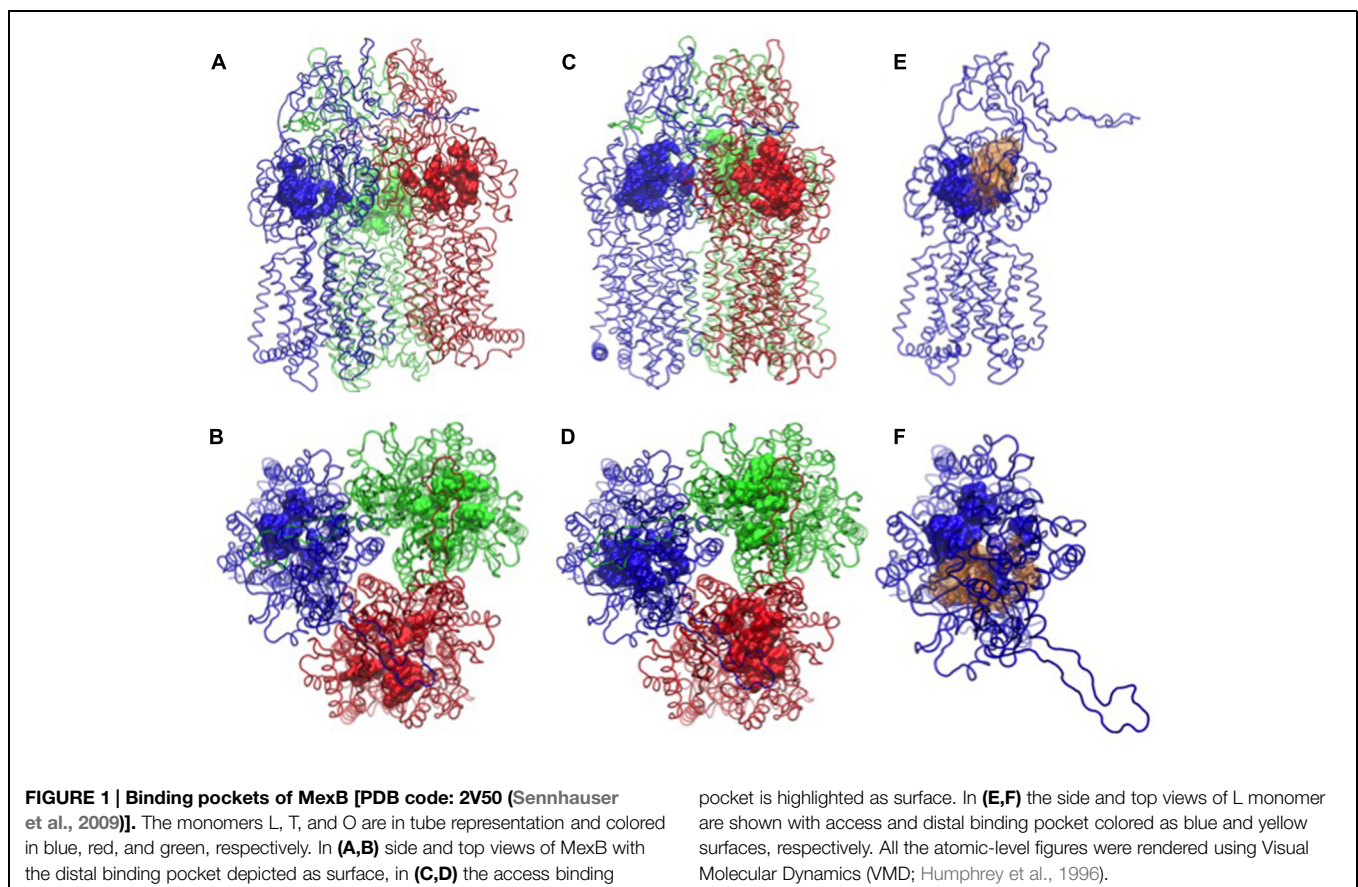 A
C
E
B
D
F
FIGURE 1 | Binding pockets of MexB [PDB code: 2V50 (Sennhauser
et al., 2009)]. The monomers L, T, and O are in tube representation and colored
in blue, red, and green, respectively. In (A,B) side and top views of MexB with
the distal binding pocket depicted as surface, in (C,D) the access binding
pocket is highlighted as surface. In (E,F) the side and top views of L monomer
are shown with access and distal binding pocket colored as blue and yellow
surfaces, respectively. All the atomic-level figures were rendered using Visual
Molecular Dynamics (VMD; Humphrey et al., 1996).